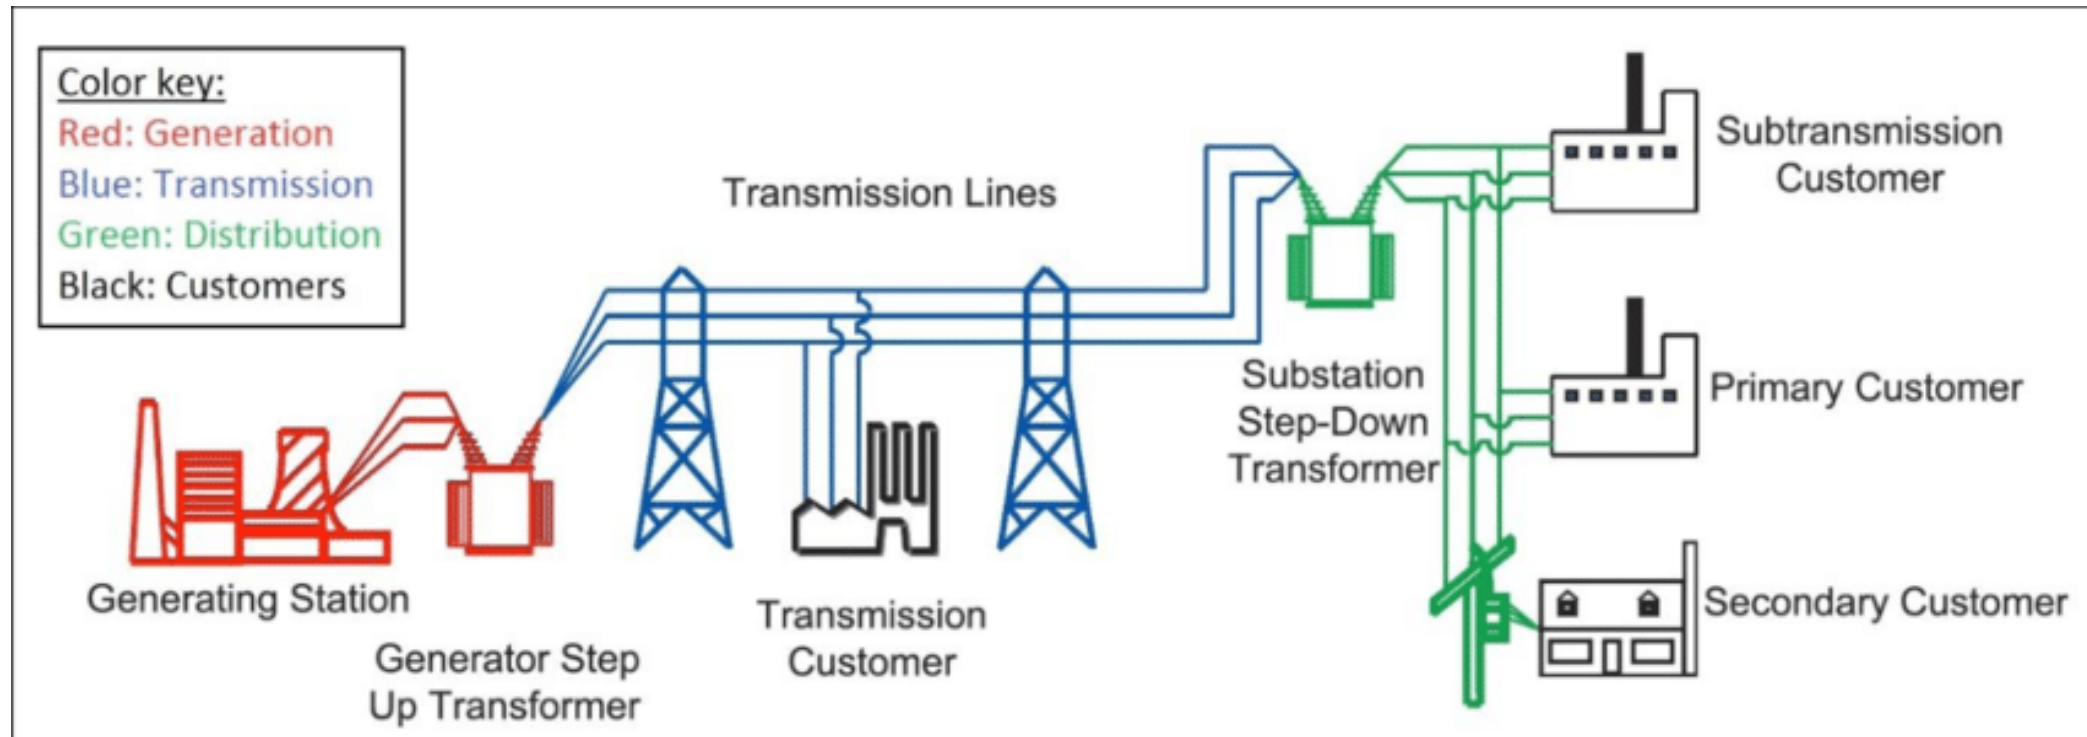 Color key:
Red: Generation
Blue: Transmission
Green: Distribution
Black: Customers
Transmission Lines
Subtransmission
Customer
Substation
Step-Down
Transformer
Primary Customer
Generating Station
Generator Step
Up Transformer
Transmission
Customer
Secondary Customer